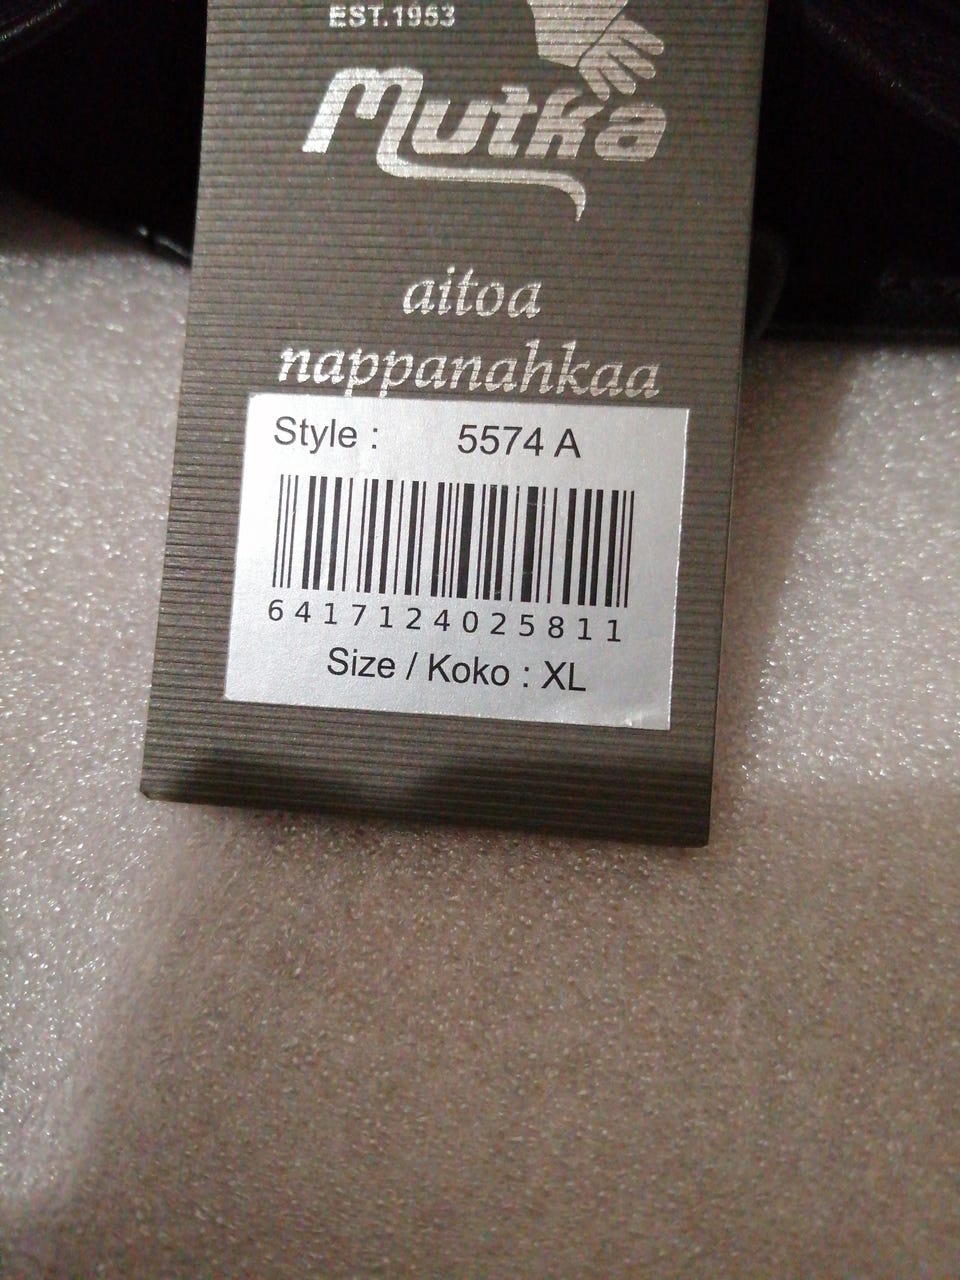 EST.1953
Mutka
aitoa
nappanahkaa
Style : 5574 A
6417124025811
Size / Koko : XL